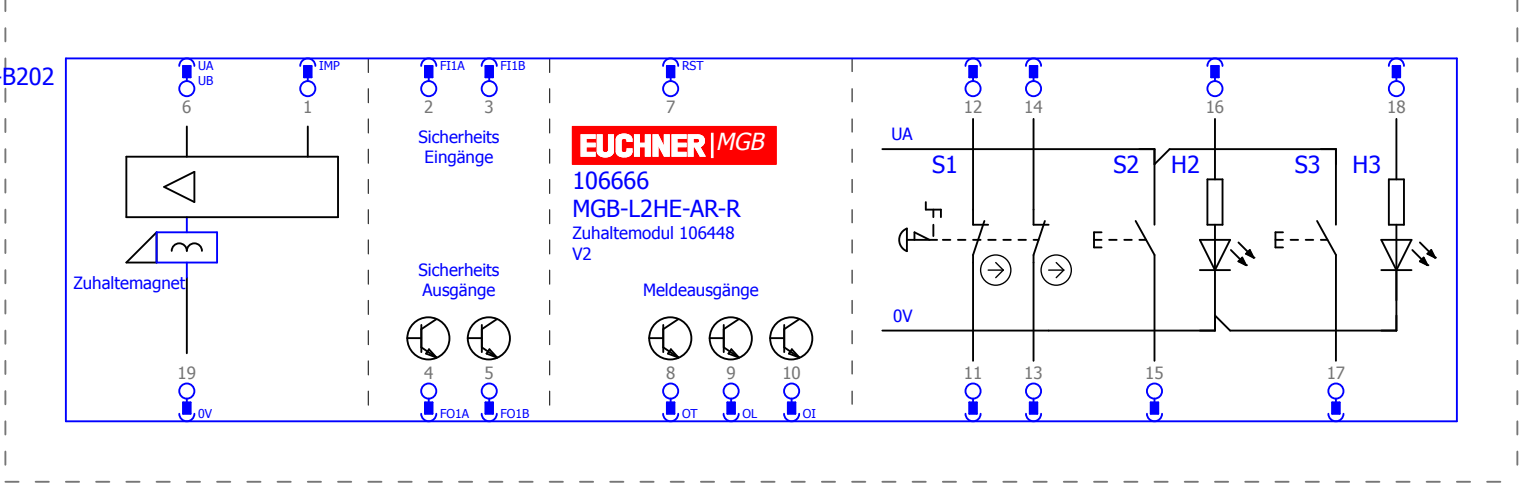 -B202
UA
UB
IMP
FI1A
FI1B
RST
6
1
2
3
7
12
14
16
18
Sicherheits
Eingänge
EUCHNER|MGB
106666
MGB-L2HE-AR-R
Zuhaltemodul 106448
V2
UA
S1
S2
H2
S3
H3
Zuhaltemagnet
Sicherheits
Ausgänge
Meldeausgänge
0V
19
4
5
8
9
10
11
13
15
17
0V
FO1A
FO1B
OT
OL
OI